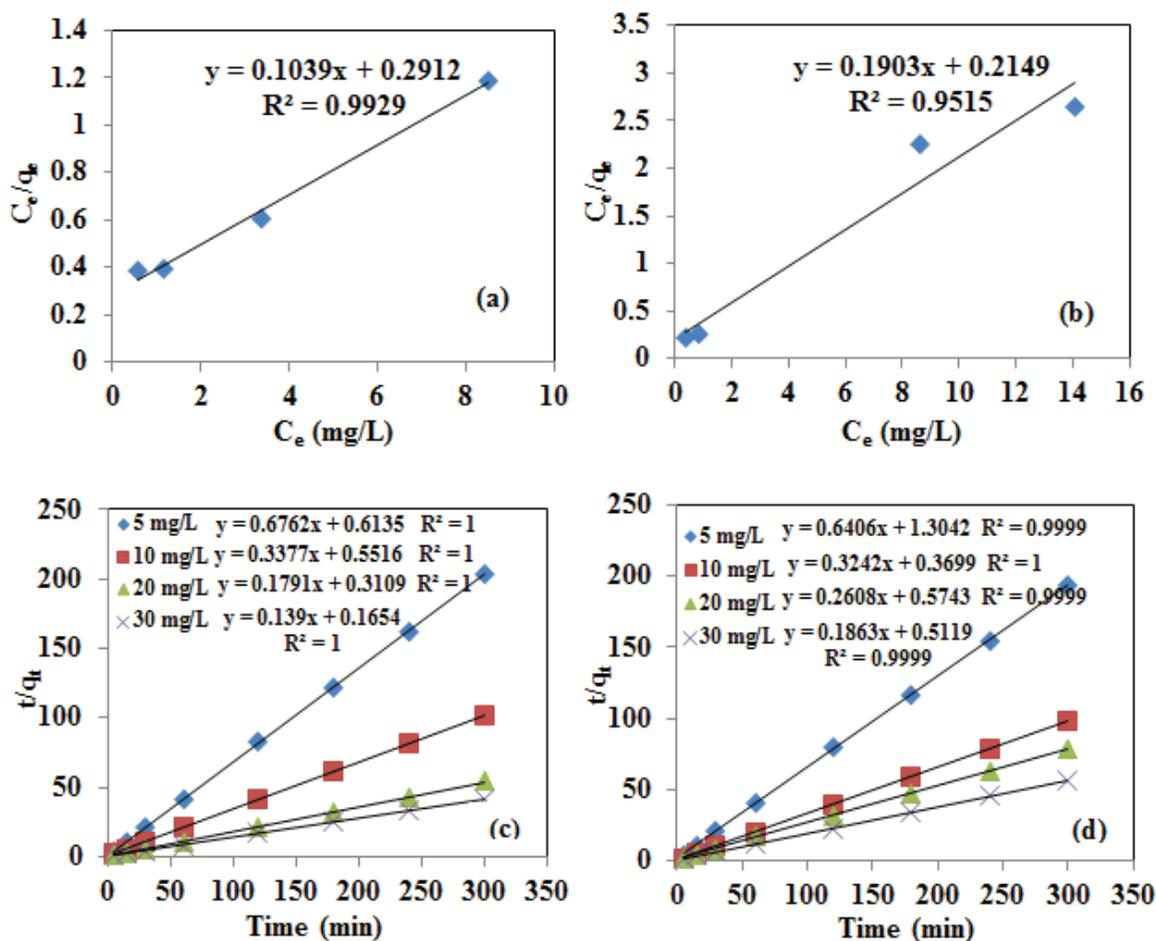 1.4
1.2
1
0.8
0.6
0.4
0.2
0
y = 0.1039x + 0.2912
R² = 0.9929
(a)
Cₑ/qₑ
0 2 4 6 8 10
Cₑ (mg/L)
3.5
3
2.5
2
1.5
1
0.5
0
y = 0.1903x + 0.2149
R² = 0.9515
(b)
Cₑ/qₑ
0 2 4 6 8 10 12 14 16
Cₑ (mg/L)
250
200
150
100
50
0
5 mg/L y = 0.6762x + 0.6135 R² = 1
10 mg/L y = 0.3377x + 0.5516 R² = 1
20 mg/L y = 0.1791x + 0.3109 R² = 1
30 mg/L y = 0.139x + 0.1654
R² = 1
(c)
t/qₜ
0 50 100 150 200 250 300 350
Time (min)
250
200
150
100
50
0
5 mg/L y = 0.6406x + 1.3042 R² = 0.9999
10 mg/L y = 0.3242x + 0.3699 R² = 1
20 mg/L y = 0.2608x + 0.5743 R² = 0.9999
30 mg/L y = 0.1863x + 0.5119
R² = 0.9999
(d)
t/qₜ
0 50 100 150 200 250 300 350
Time (min)